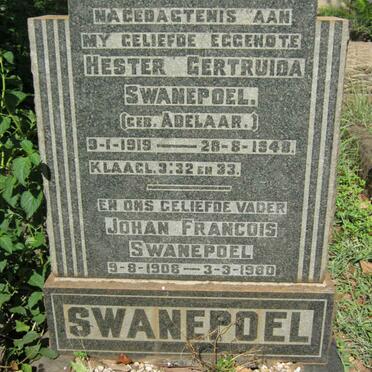 NAGEDAGTENIS AAN
MY GELIEFDE EGGENOTE
HESTER GERTRUIDA
SWANEPOEL.
(GEB. ADELAAR.)
9-1-1919 — 28-8-1948.
KLAAGL. 3:32 EN 33.
EN ONS GELIEFDE VADER
JOHAN FRANCOIS
SWANEPOEL
9-8-1906 — 3-3-1980
SWANEPOEL